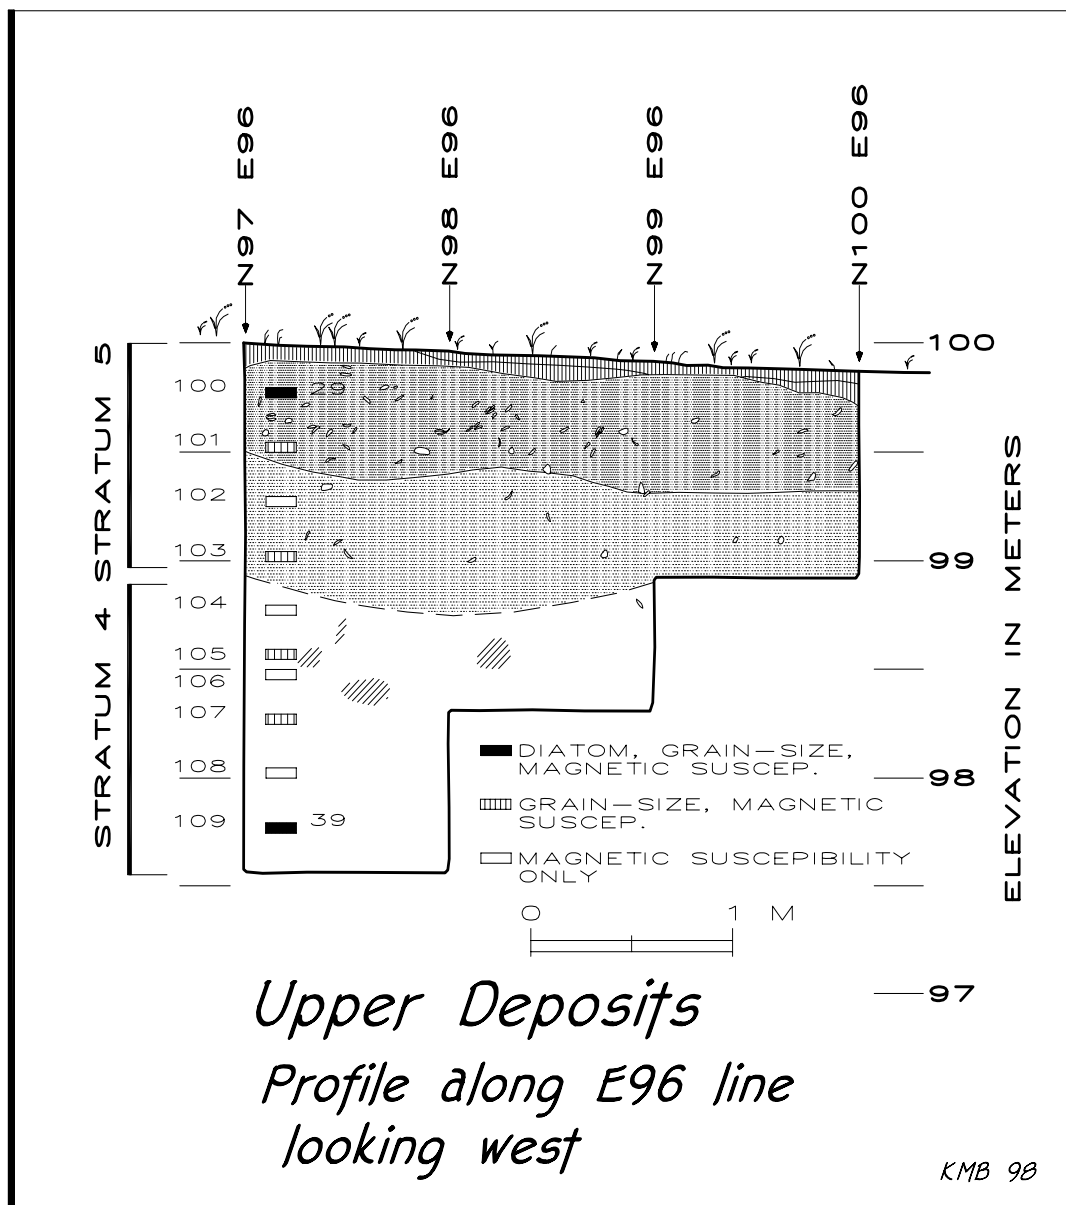 N97 E96
N98 E96
N99 E96
N100 E96
STRATUM 5
STRATUM 4
100
29
101
102
103
104
105
106
107
108
109
39
100
99
98
97
ELEVATION IN METERS
DIATOM, GRAIN-SIZE,
MAGNETIC SUSCEP.
GRAIN-SIZE, MAGNETIC
SUSCEP.
MAGNETIC SUSCEPIBILITY
ONLY
0 1 M
Upper Deposits
Profile along E96 line
looking west
KMB 98